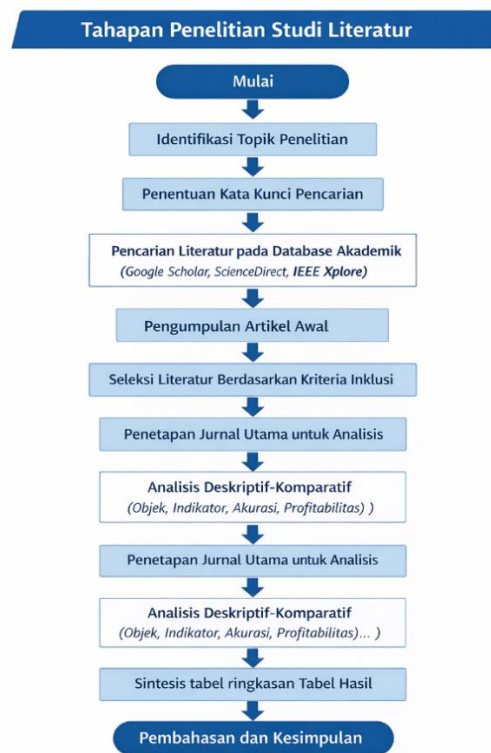 Tahapan Penelitian Studi Literatur
Mulai
Identifikasi Topik Penelitian
Penentuan Kata Kunci Pencarian
Pencarian Literatur pada Database Akademik
(Google Scholar, ScienceDirect, IEEE Xplore)
Pengumpulan Artikel Awal
Seleksi Literatur Berdasarkan Kriteria Inklusi
Penetapan Jurnal Utama untuk Analisis
Analisis Deskriptif-Komparatif
(Objek, Indikator, Akurasi, Profitabilitas) )
Penetapan Jurnal Utama untuk Analisis
Analisis Deskriptif-Komparatif
(Objek, Indikator, Akurasi, Profitabilitas)... )
Sintesis tabel ringkasan Tabel Hasil
Pembahasan dan Kesimpulan